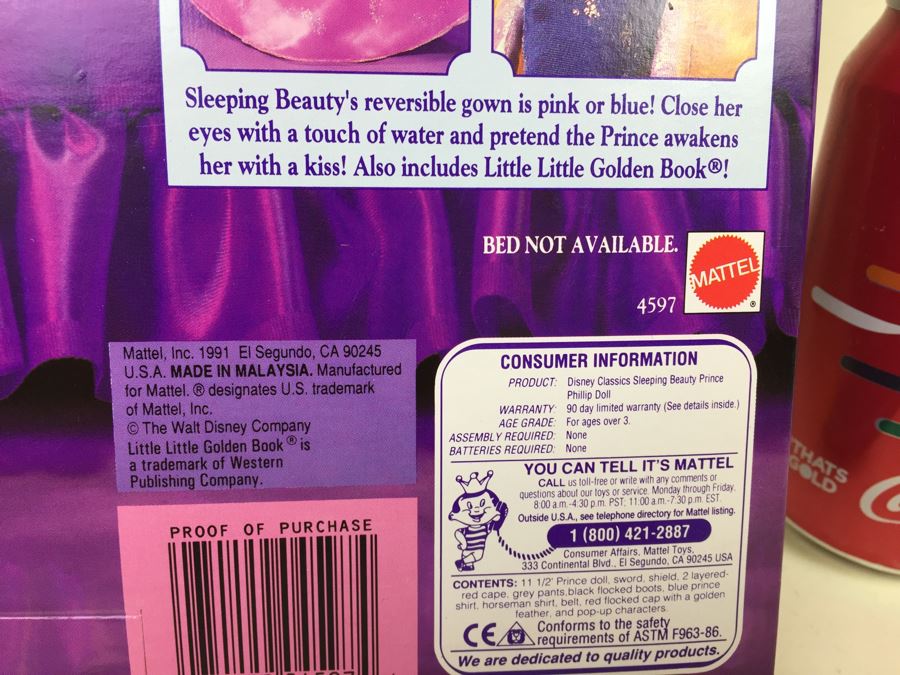 Sleeping Beauty's reversible gown is pink or blue! Close her
eyes with a touch of water and pretend the Prince awakens
her with a kiss! Also includes Little Little Golden Book®!
BED NOT AVAILABLE.
MATTEL®
4597
Mattel, Inc. 1991 El Segundo, CA 90245
U.S.A. MADE IN MALAYSIA. Manufactured
for Mattel. ® designates U.S. trademark
of Mattel, Inc.
© The Walt Disney Company
Little Little Golden Book® is
a trademark of Western
Publishing Company.
PROOF OF PURCHASE
CONSUMER INFORMATION
PRODUCT: Disney Classics Sleeping Beauty Prince
Phillip Doll
WARRANTY: 90 day limited warranty (See details inside.)
AGE GRADE: For ages over 3.
ASSEMBLY REQUIRED: None
BATTERIES REQUIRED: None
YOU CAN TELL IT'S MATTEL
CALL us toll-free or write with any comments or
questions about our toys or service. Monday through Friday.
8:00 a.m.-4:30 p.m. PST; 11:00 a.m.-7:30 p.m. EST.
Outside U.S.A., see telephone directory for Mattel listing.
1 (800) 421-2887
Consumer Affairs, Mattel Toys,
333 Continental Blvd., El Segundo, CA 90245 USA
CONTENTS: 11 1/2' Prince doll, sword, shield, 2 layered-
red cape, grey pants,black flocked boots, blue prince
shirt, horseman shirt, belt, red flocked cap with a golden
feather, and pop-up characters.
CE Conforms to the safety
requirements of ASTM F963-86.
We are dedicated to quality products.
THATS
GOLD